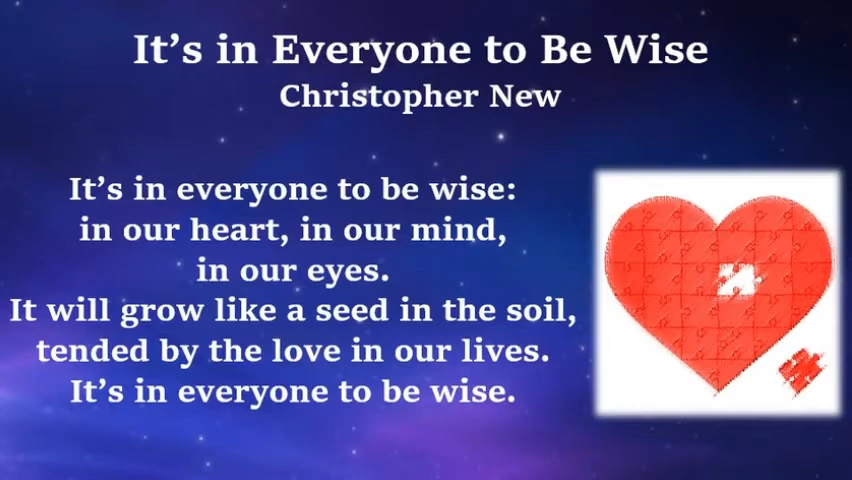 It’s in Everyone to Be Wise
Christopher New
It’s in everyone to be wise:
in our heart, in our mind,
in our eyes.
It will grow like a seed in the soil,
tended by the love in our lives.
It’s in everyone to be wise.